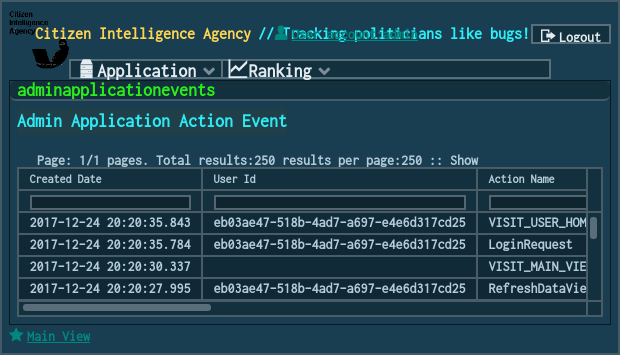 Citizen
Intelligence
Agency
Citizen Intelligence Agency // Tracking politicians like bugs!
Logout
Application
Ranking
adminapplicationevents
Admin Application Action Event
Page: 1/1 pages. Total results:250 results per page:250 :: Show
Created Date User Id Action Name
2017-12-24 20:20:35.843 eb03ae47-518b-4ad7-a697-e4e6d317cd25 VISIT_USER_HOM
2017-12-24 20:20:35.784 eb03ae47-518b-4ad7-a697-e4e6d317cd25 LoginRequest
2017-12-24 20:20:30.337 VISIT_MAIN_VIE
2017-12-24 20:20:27.995 eb03ae47-518b-4ad7-a697-e4e6d317cd25 RefreshDataVie
Main View